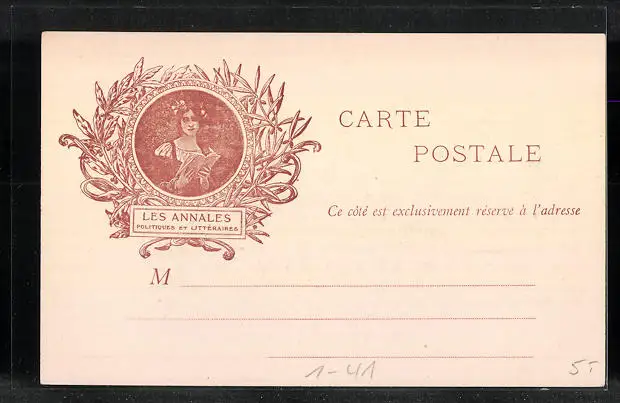 CARTE
POSTALE
Ce côté est exclusivement réservé à l'adresse
LES ANNALES
POLITIQUES ET LITTÉRAIRES
M
1-41
5.-